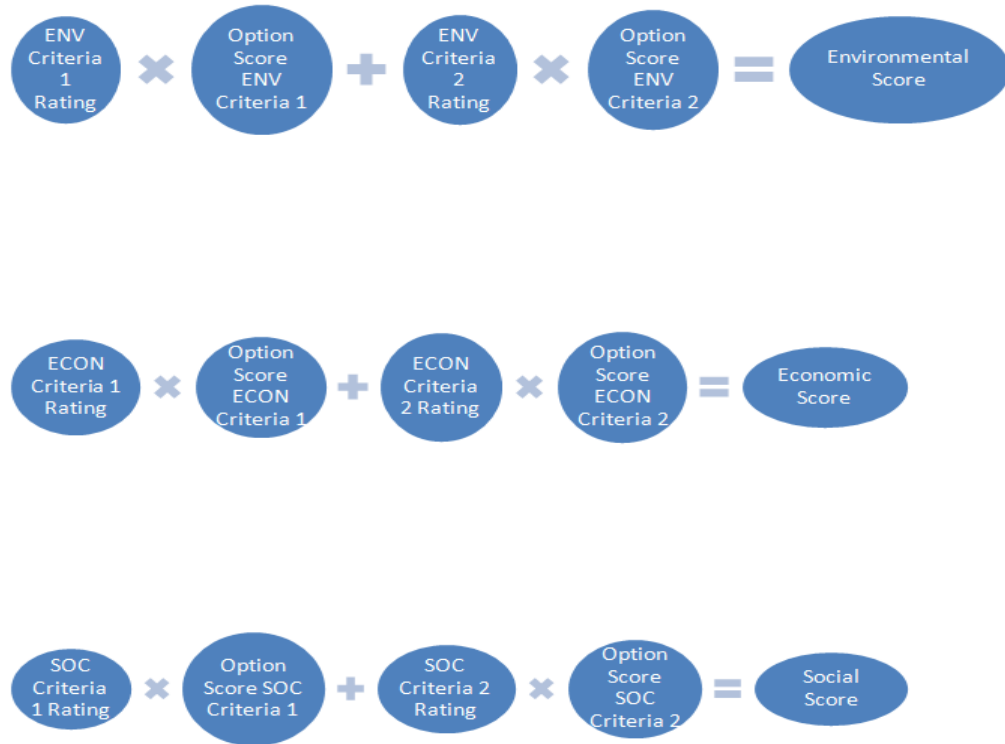 ENV
Criteria
1
Rating
Option
Score
ENV
Criteria 1
ENV
Criteria
2
Rating
Option
Score
ENV
Criteria 2
Environmental
Score
ECON
Criteria 1
Rating
Option
Score
ECON
Criteria 1
ECON
Criteria
2 Rating
Option
Score
ECON
Criteria 2
Economic
Score
SOC
Criteria
1 Rating
Option
Score SOC
Criteria 1
SOC
Criteria 2
Rating
Option
Score
SOC
Criteria 2
Social
Score